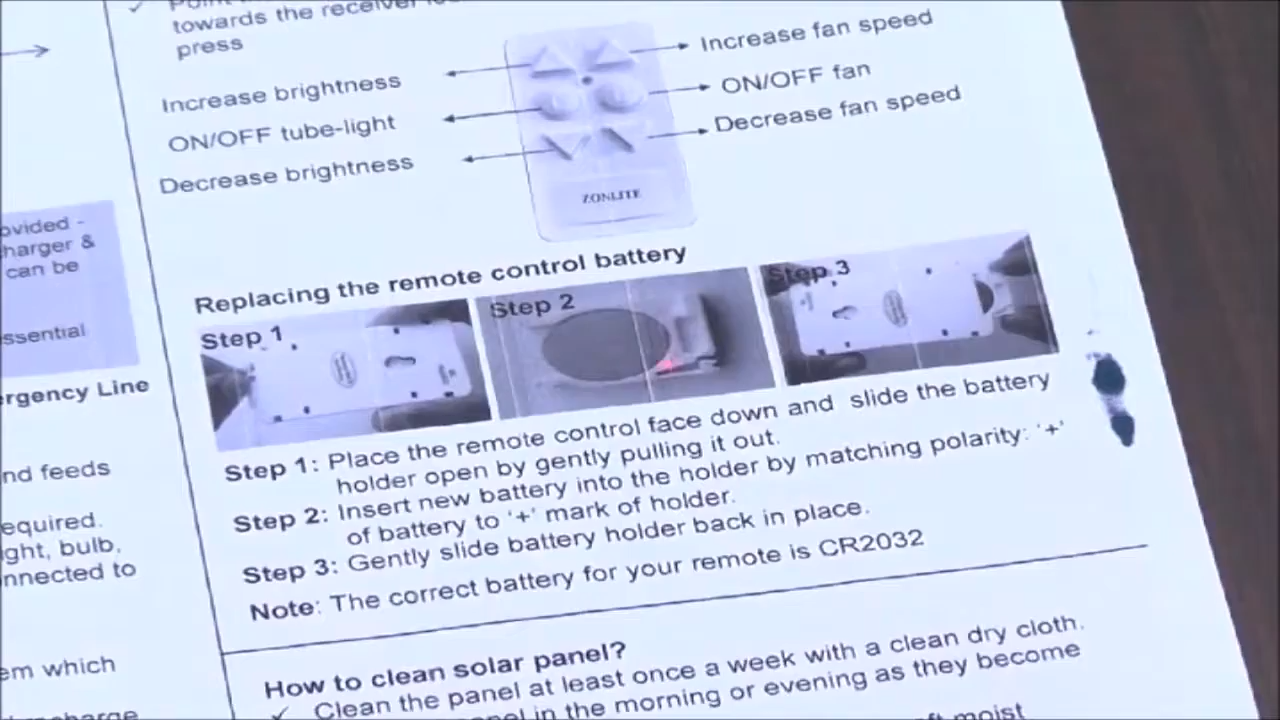 towards the receiver
press
Increase brightness
ON/OFF tube-light
Decrease brightness
Increase fan speed
ON/OFF fan
Decrease fan speed
ZONLITE
Replacing the remote control battery
Step 1
Step 2
Step 3
Step 1: Place the remote control face down and slide the battery
holder open by gently pulling it out.
Step 2: Insert new battery into the holder by matching polarity: ‘+’
of battery to ‘+’ mark of holder.
Step 3: Gently slide battery holder back in place.
Note: The correct battery for your remote is CR2032
How to clean solar panel?
✓ Clean the panel at least once a week with a clean dry cloth.
in the morning or evening as they become
moist
ovided -
harger &
can be
ssential
ergency Line
nd feeds
equired.
ght, bulb,
nnected to
em which